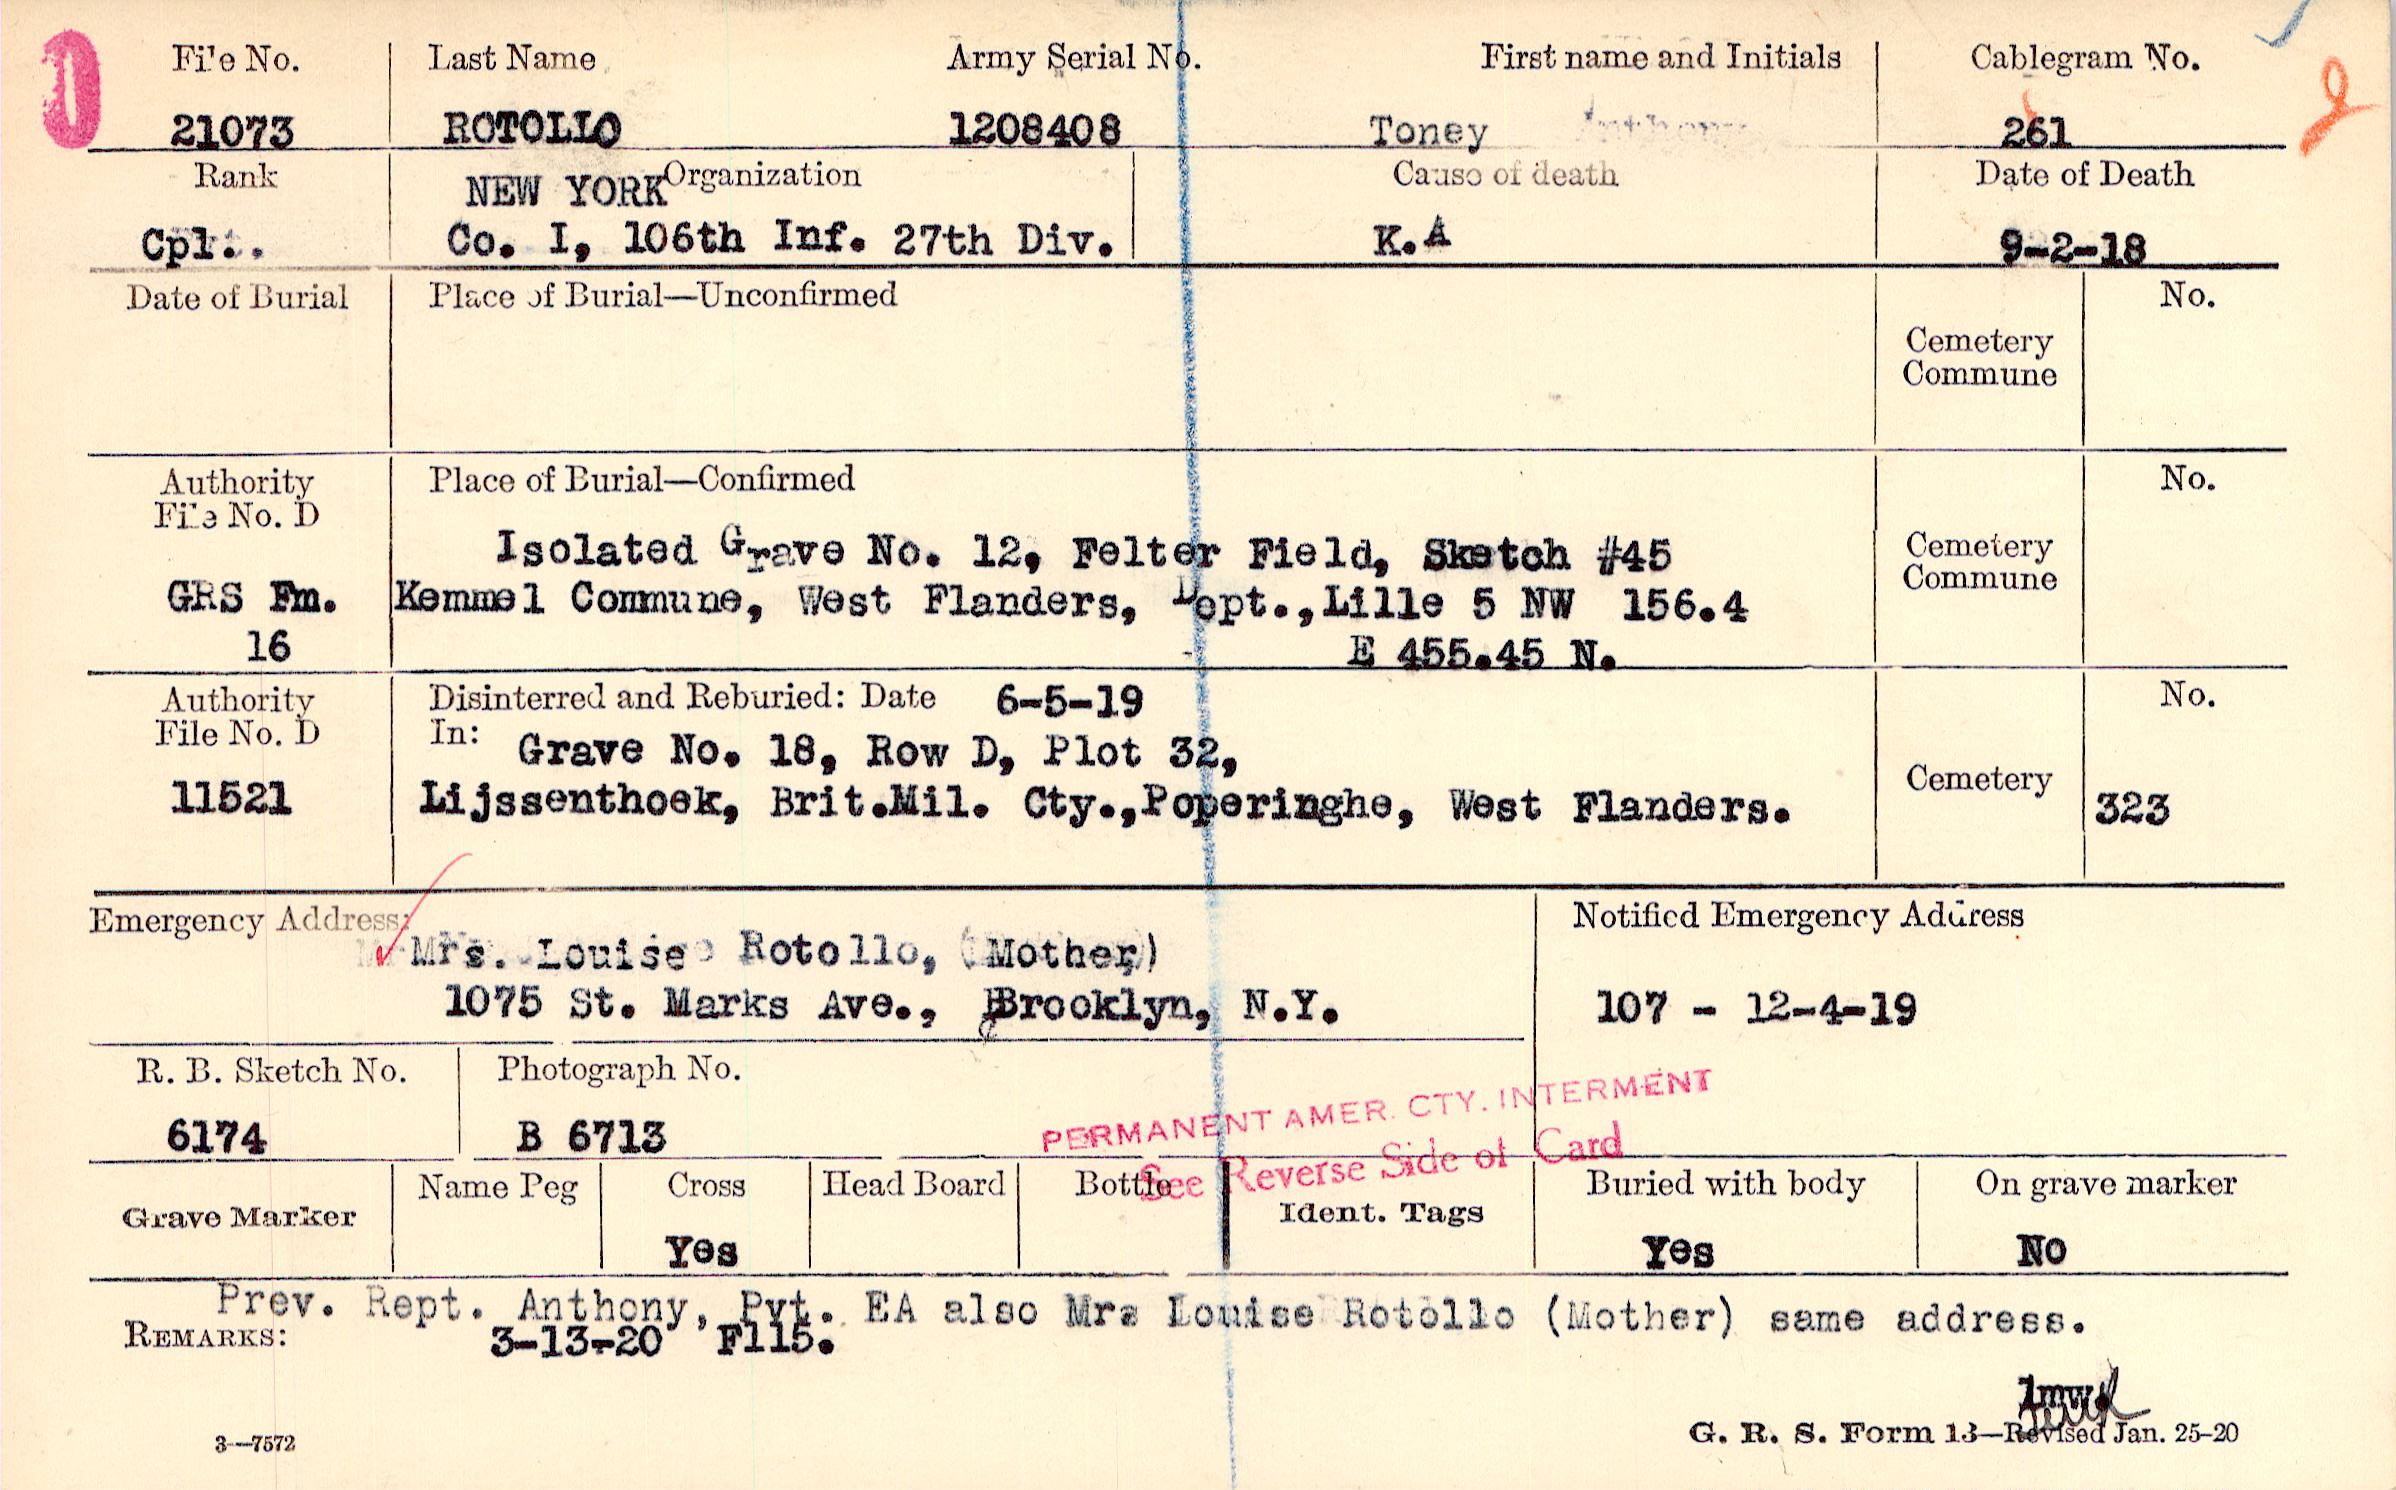 File No. Last Name Army Serial No. First name and Initials Cablegram No.
21073 ROTOLLO 1208408 Toney 261
Rank Organization Cause of death Date of Death
NEW YORK
Cpl. Co. I, 106th Inf. 27th Div. K.A 9-2-18
Date of Burial Place of Burial—Unconfirmed No.
Cemetery
Commune
Authority Place of Burial—Confirmed No.
File No. D
Isolated Grave No. 12, Felter Field, Sketch #45 Cemetery
Commune
GRS Fm. Kemmel Commune, West Flanders, Dept., Lille 5 NW 156.4
16 E 455.45 N.
Authority Disinterred and Reburied: Date 6-5-19 No.
File No. D In: Grave No. 18, Row D, Plot 32,
Cemetery
11521 Lijssenthoek, Brit.Mil. Cty.,Poperinghe, West Flanders. 323
Emergency Address: Notified Emergency Address
Mrs. Louise Rotollo, (Mother)
1075 St. Marks Ave., Brooklyn, N.Y. 107 - 12-4-19
R. B. Sketch No. Photograph No.
6174 B 6713
PERMANENT AMER. CTY. INTERMENT
See Reverse Side of Card
Grave Marker Name Peg Cross Head Board Bottle Ident. Tags Buried with body On grave marker
Yes Yes No
Prev. Rept. Anthony, Pvt. EA also Mrs Louise Rotollo (Mother) same address.
REMARKS: 3-13-20 F115.
lmw.
3—7572 G. R. S. Form 13—Revised Jan. 25-20